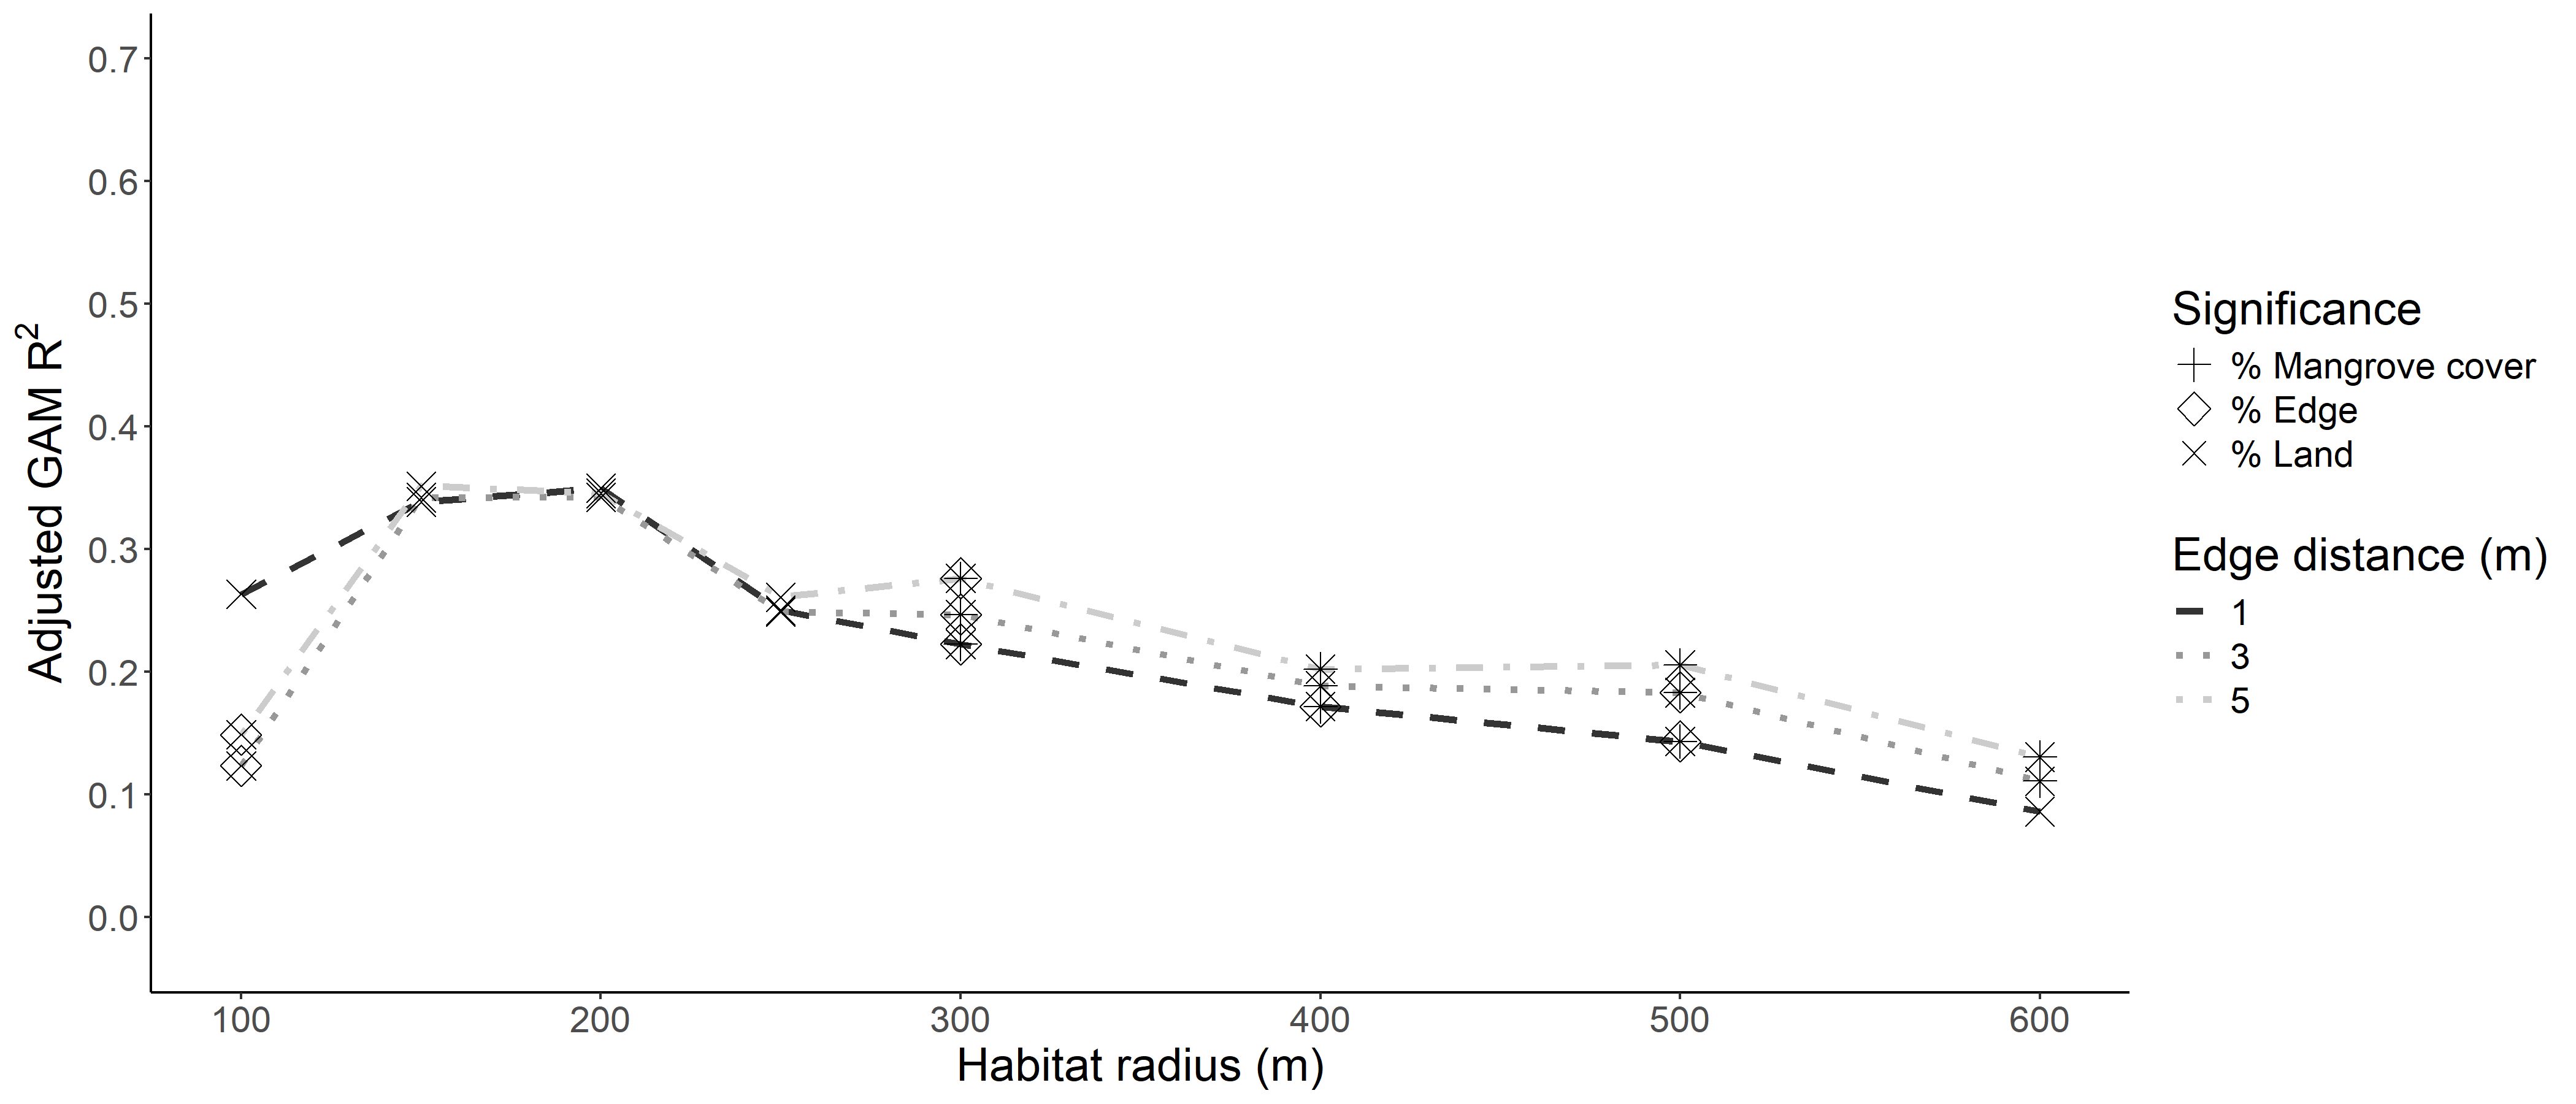 Adjusted GAM R²
0.7
0.6
0.5
0.4
0.3
0.2
0.1
0.0
100 200 300 400 500 600
Habitat radius (m)
Significance
% Mangrove cover
% Edge
% Land
Edge distance (m)
1
3
5